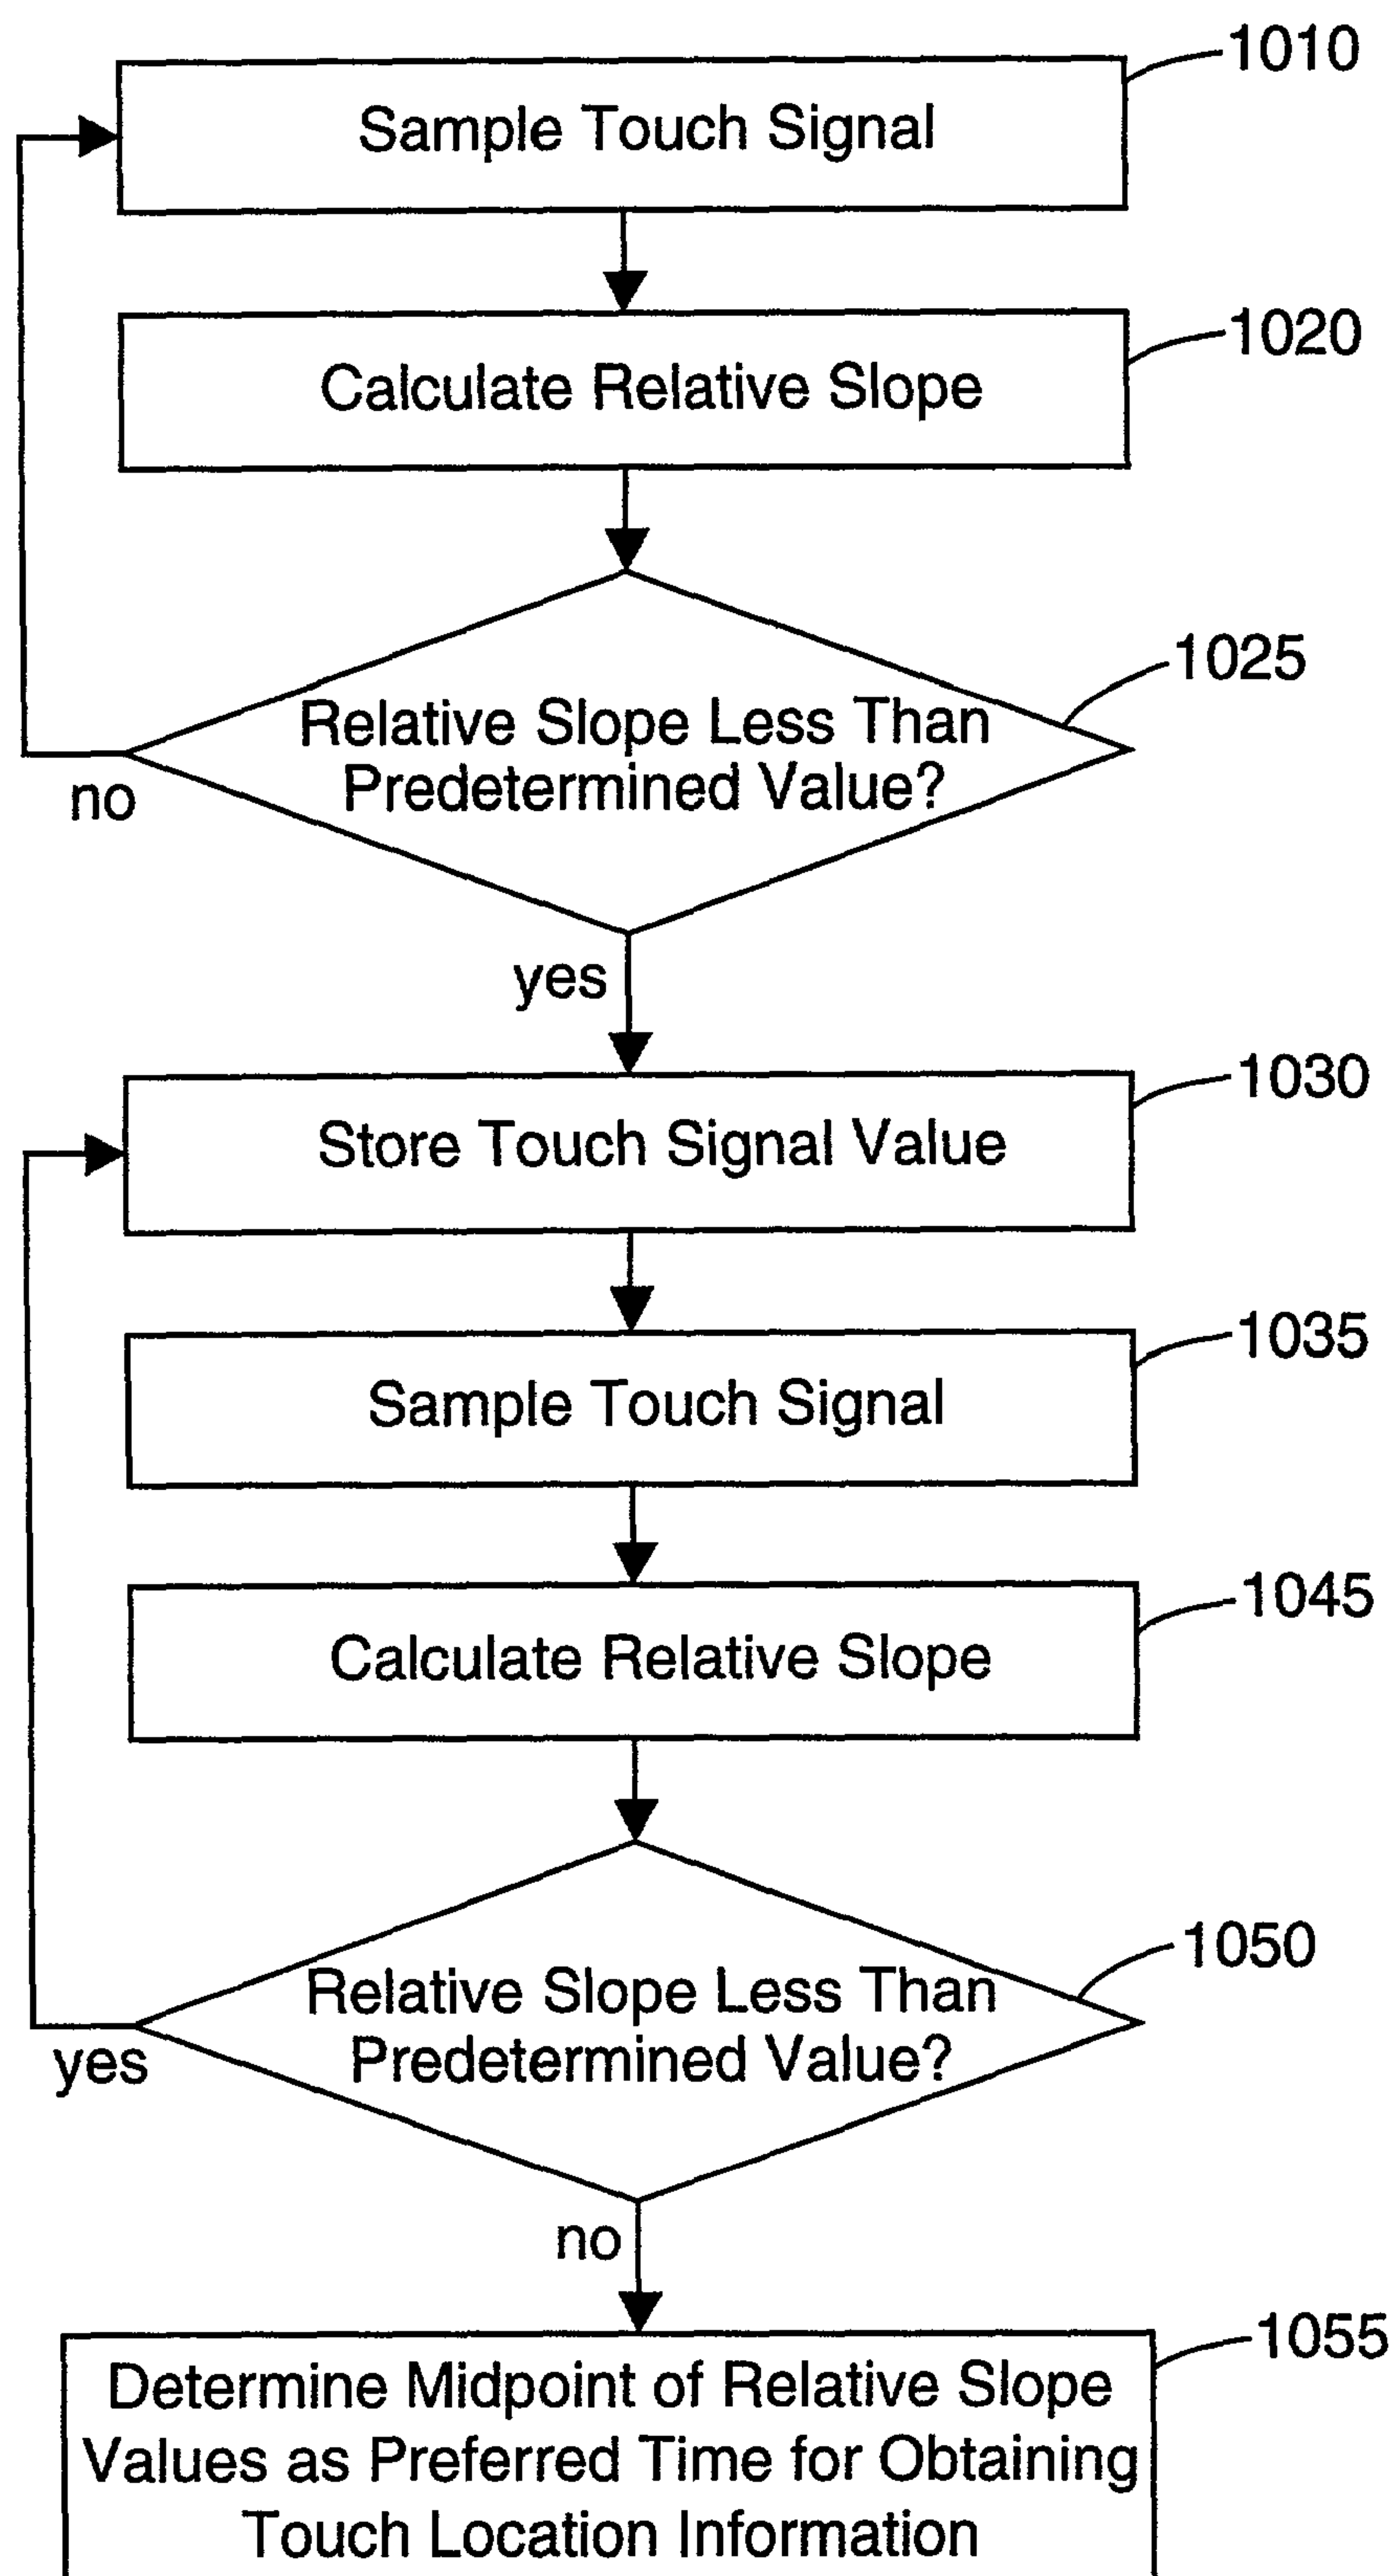 1010
Sample Touch Signal
1020
Calculate Relative Slope
1025
Relative Slope Less Than
Predetermined Value?
no
yes
1030
Store Touch Signal Value
1035
Sample Touch Signal
1045
Calculate Relative Slope
1050
Relative Slope Less Than
Predetermined Value?
yes
no
1055
Determine Midpoint of Relative Slope
Values as Preferred Time for Obtaining
Touch Location Information